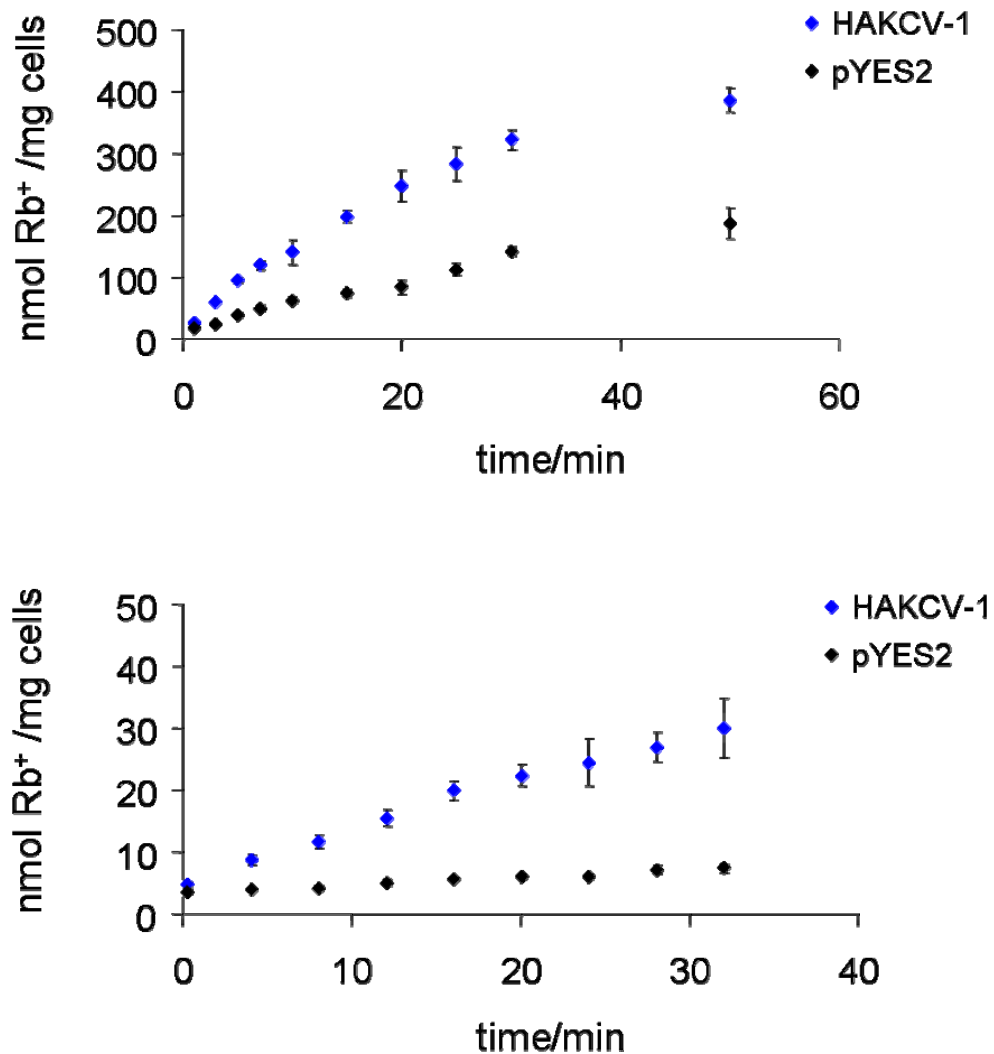 500
400
300
200
100
0
nmol Rb⁺ /mg cells
HAKCV-1
pYES2
0 20 40 60
time/min
50
40
30
20
10
0
nmol Rb⁺ /mg cells
HAKCV-1
pYES2
0 10 20 30 40
time/min